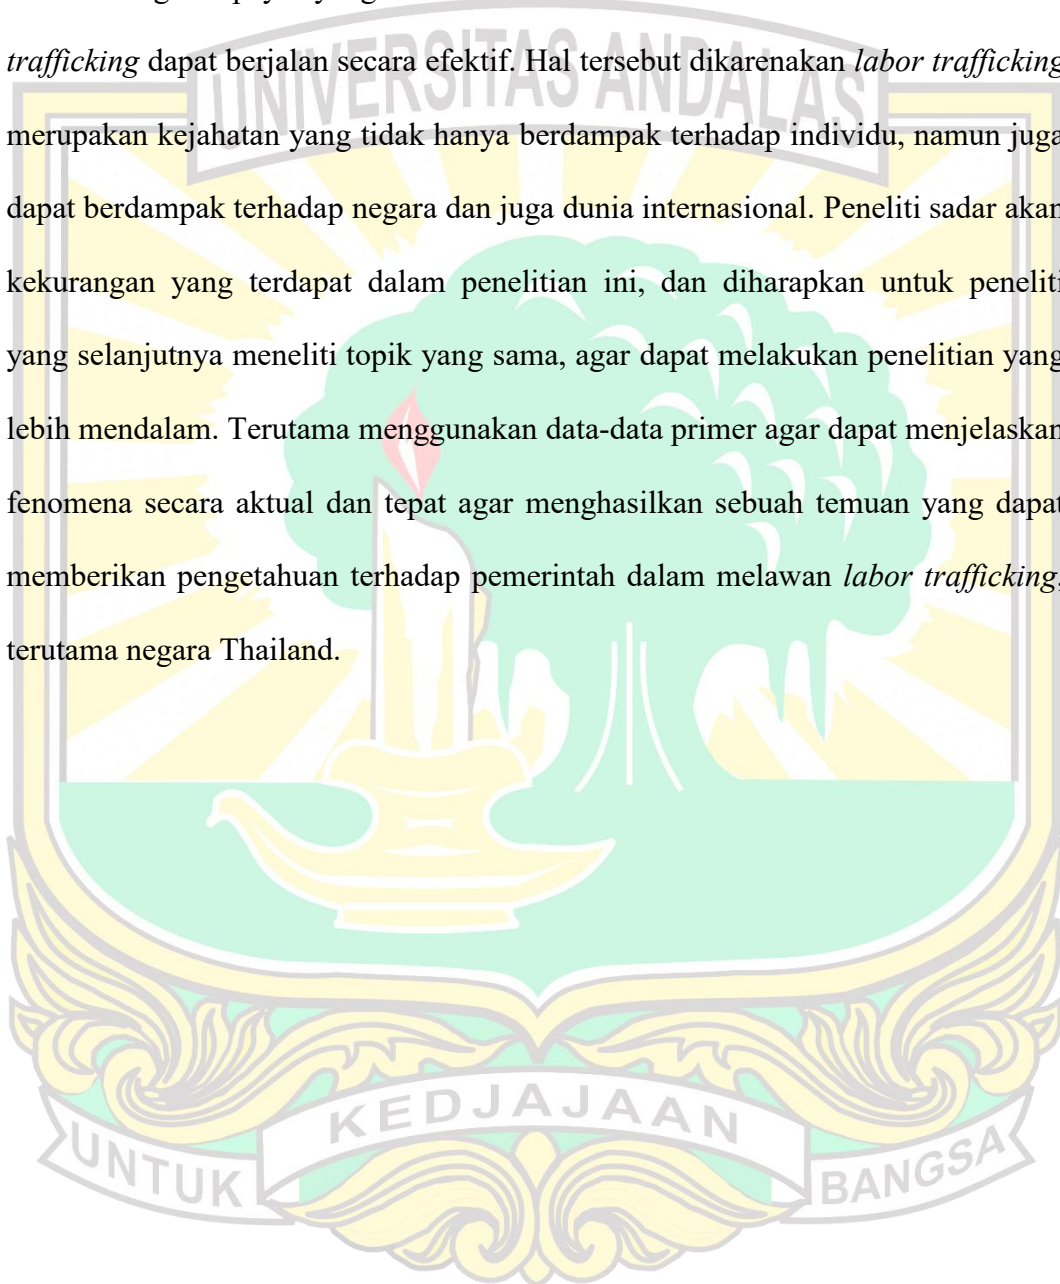 trafficking dapat berjalan secara efektif. Hal tersebut dikarenakan labor trafficking
merupakan kejahatan yang tidak hanya berdampak terhadap individu, namun juga
dapat berdampak terhadap negara dan juga dunia internasional. Peneliti sadar akan
kekurangan yang terdapat dalam penelitian ini, dan diharapkan untuk peneliti
yang selanjutnya meneliti topik yang sama, agar dapat melakukan penelitian yang
lebih mendalam. Terutama menggunakan data-data primer agar dapat menjelaskan
fenomena secara aktual dan tepat agar menghasilkan sebuah temuan yang dapat
memberikan pengetahuan terhadap pemerintah dalam melawan labor trafficking,
terutama negara Thailand.
UNIVERSITAS ANDALAS
UNTUK KEDJAJAAN BANGSA